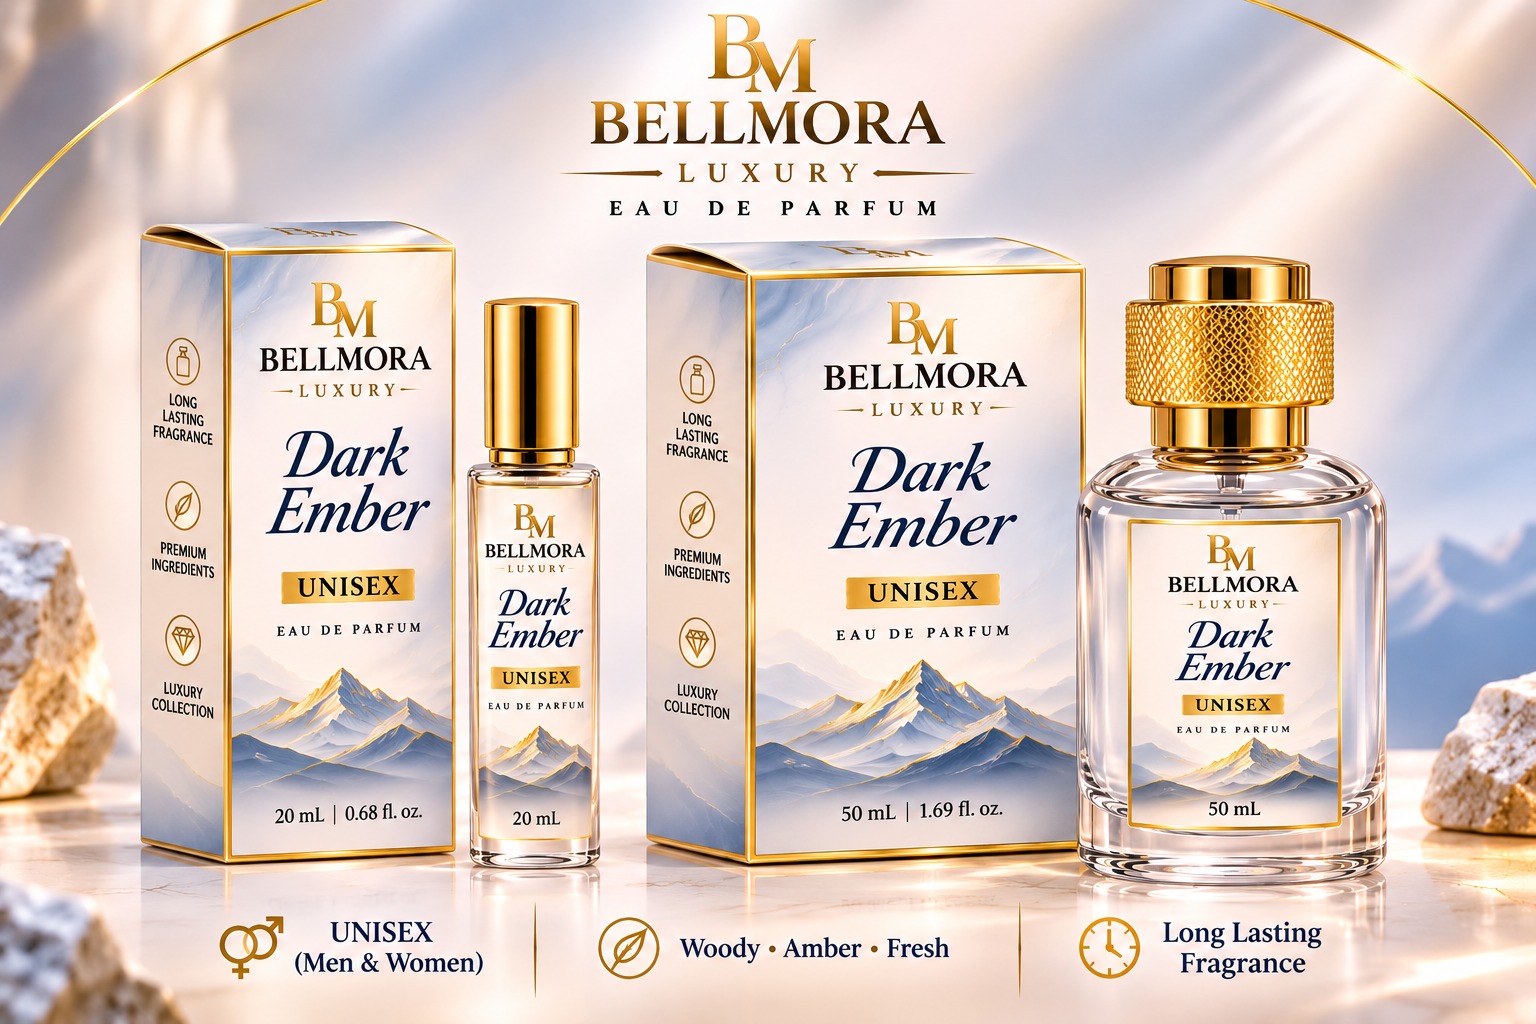 BM
BELLMORA
LUXURY
EAU DE PARFUM
BM
LONG
LASTING
FRAGRANCE
PREMIUM
INGREDIENTS
LUXURY
COLLECTION
BM
BELLMORA
LUXURY
Dark
Ember
UNISEX
EAU DE PARFUM
20 mL | 0.68 fl. oz.
BM
BELLMORA
LUXURY
Dark
Ember
UNISEX
EAU DE PARFUM
20 mL
BM
LONG
LASTING
FRAGRANCE
PREMIUM
INGREDIENTS
LUXURY
COLLECTION
BM
BELLMORA
LUXURY
Dark
Ember
UNISEX
EAU DE PARFUM
50 mL | 1.69 fl. oz.
BM
BELLMORA
LUXURY
Dark
Ember
UNISEX
EAU DE PARFUM
50 mL
UNISEX
(Men & Women)
Woody • Amber • Fresh
Long Lasting
Fragrance